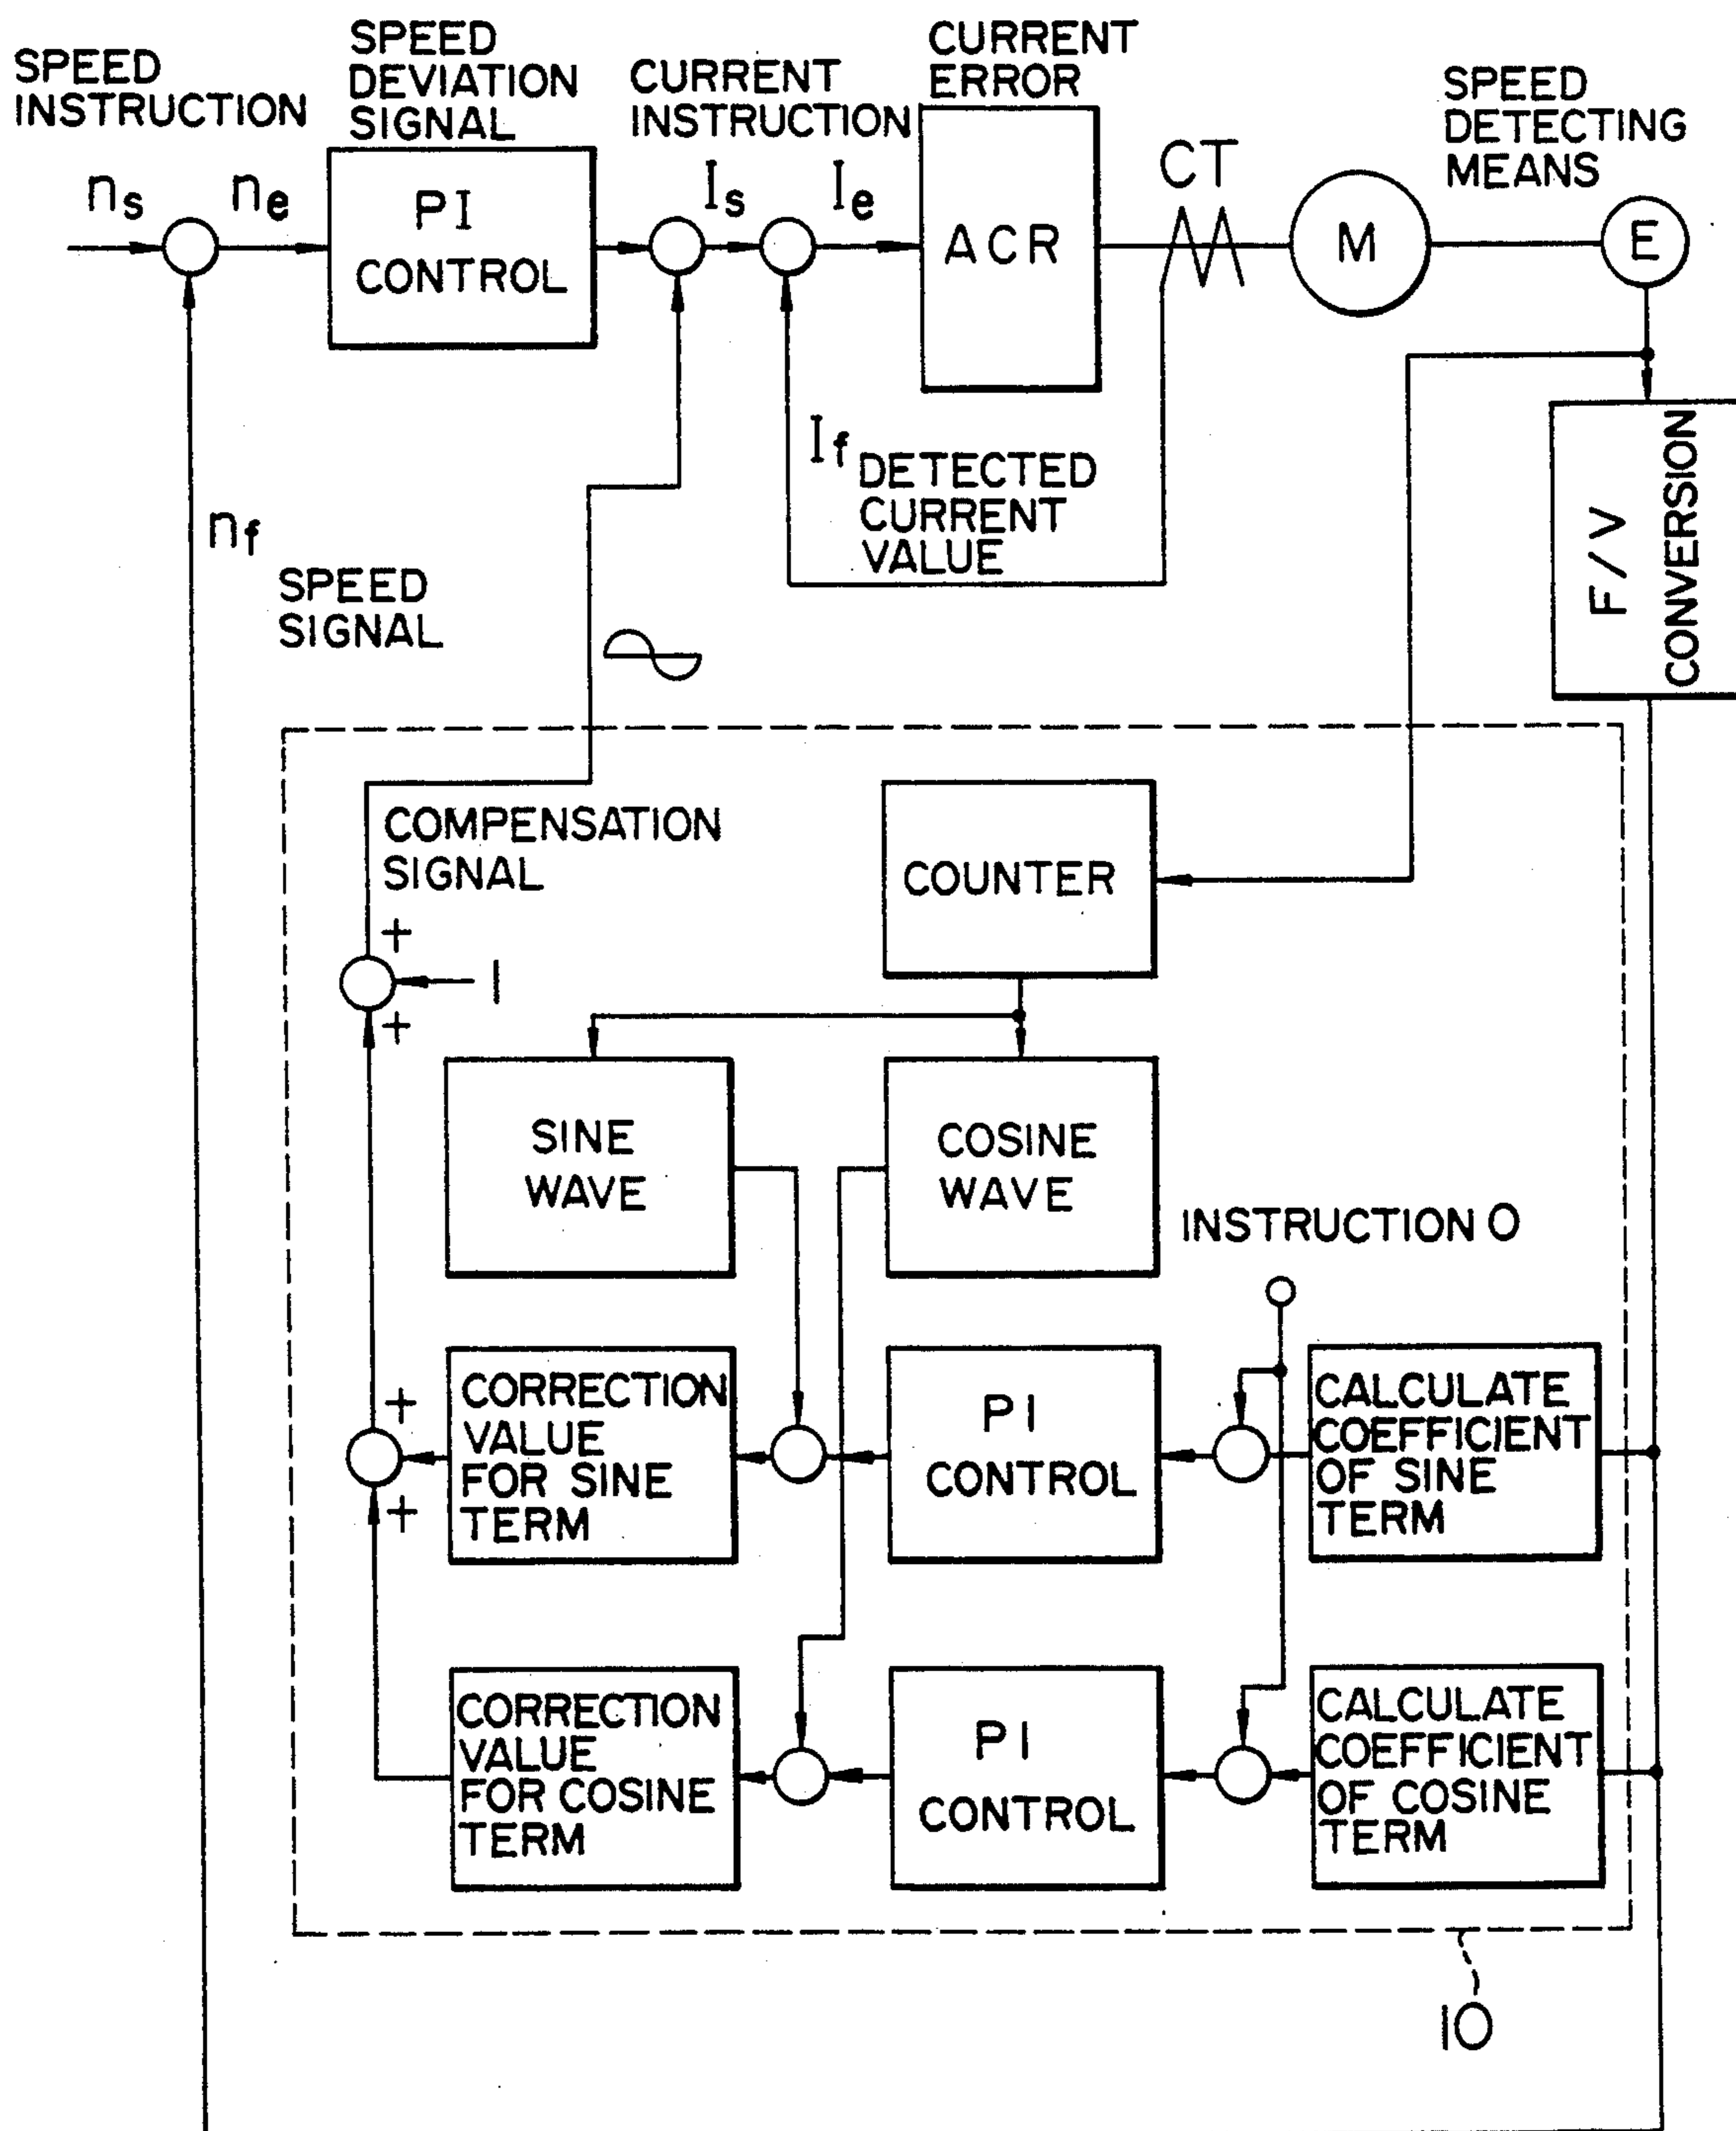 SPEED
INSTRUCTION
SPEED
DEVIATION
SIGNAL
CURRENT
INSTRUCTION
CURRENT
ERROR
SPEED
DETECTING
MEANS
ns
ne
PI
CONTROL
Is
Ie
ACR
CT
M
E
If
DETECTED
CURRENT
VALUE
F/V
CONVERSION
nf
SPEED
SIGNAL
COMPENSATION
SIGNAL
COUNTER
+
1
+
SINE
WAVE
COSINE
WAVE
INSTRUCTION 0
+
+
CORRECTION
VALUE
FOR SINE
TERM
PI
CONTROL
CALCULATE
COEFFICIENT
OF SINE
TERM
CORRECTION
VALUE
FOR COSINE
TERM
PI
CONTROL
CALCULATE
COEFFICIENT
OF COSINE
TERM
10